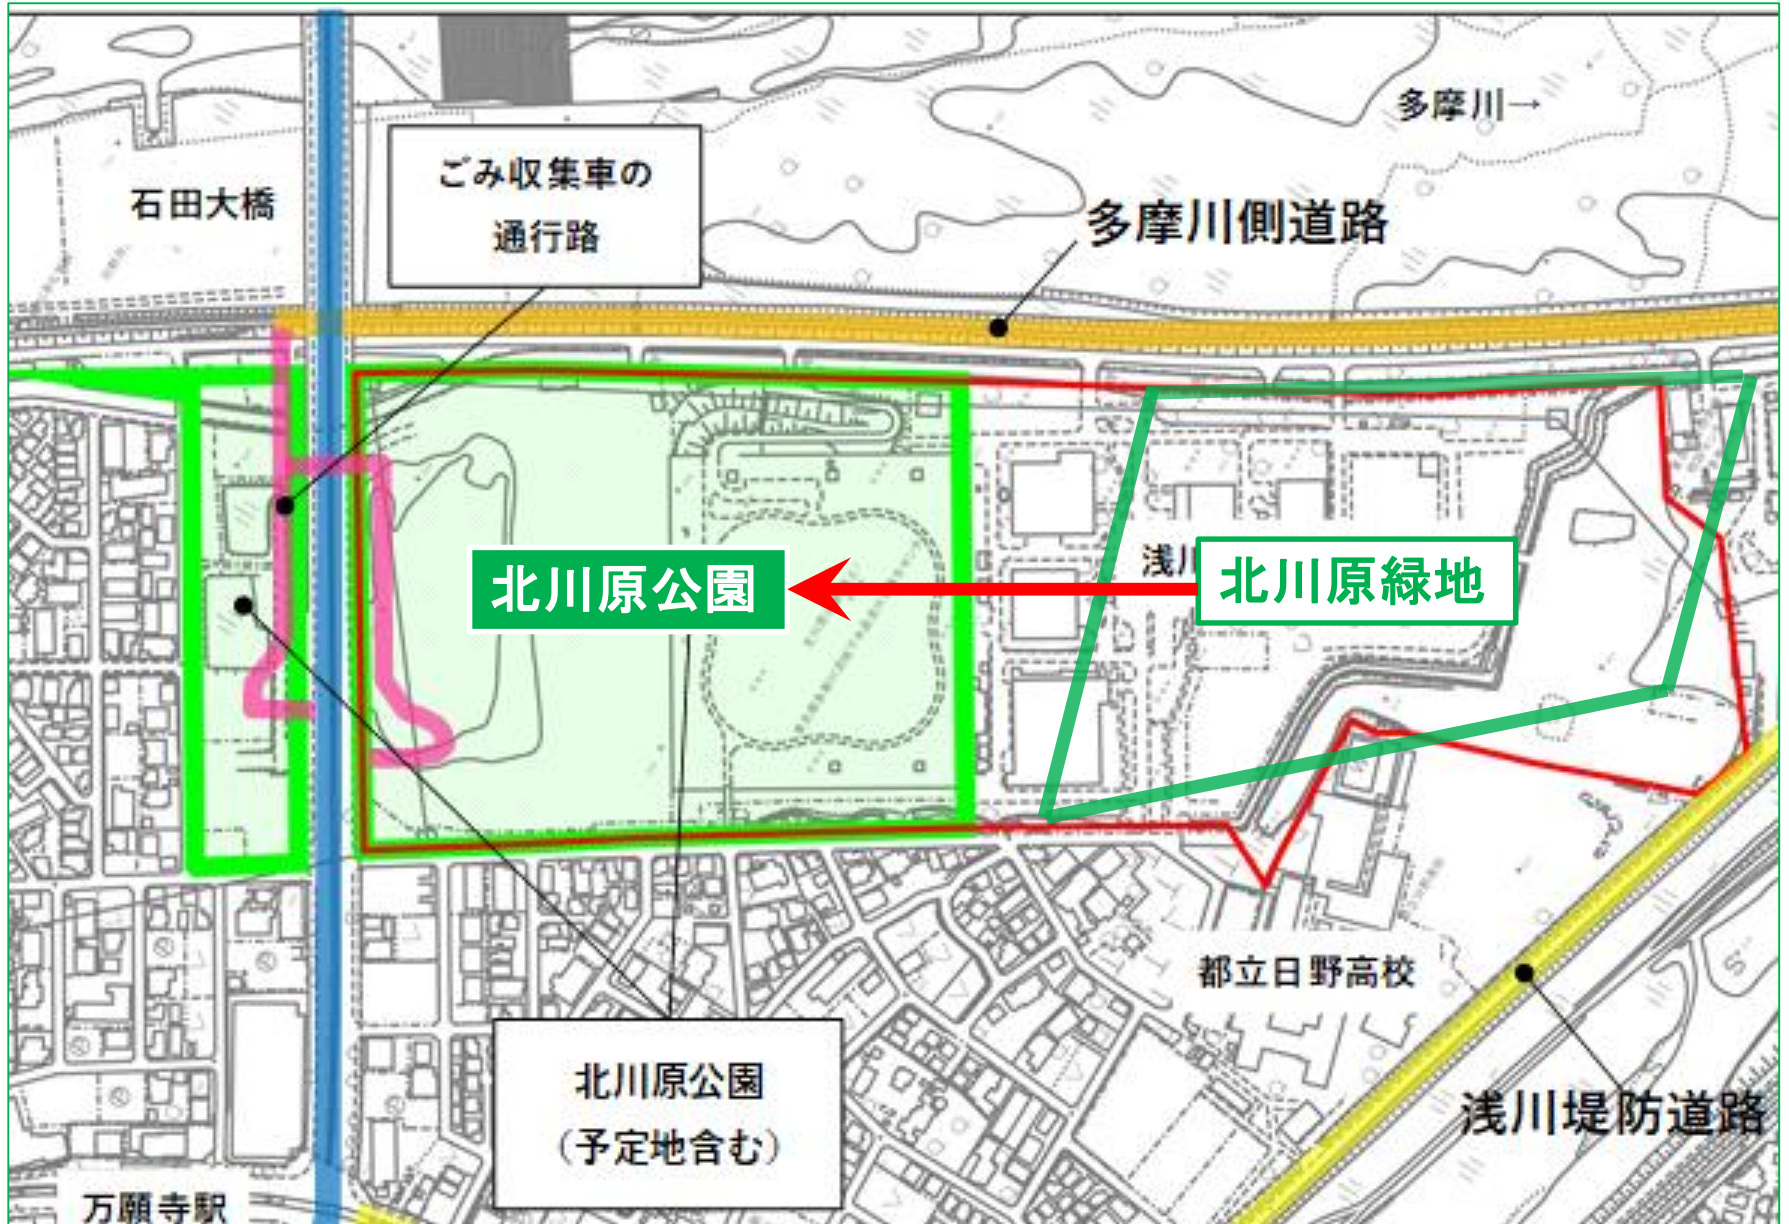 多摩川→
ごみ収集車の
通行路
石田大橋
多摩川側道路
浅川
北川原公園
北川原緑地
都立日野高校
北川原公園
（予定地含む）
浅川堤防道路
万願寺駅